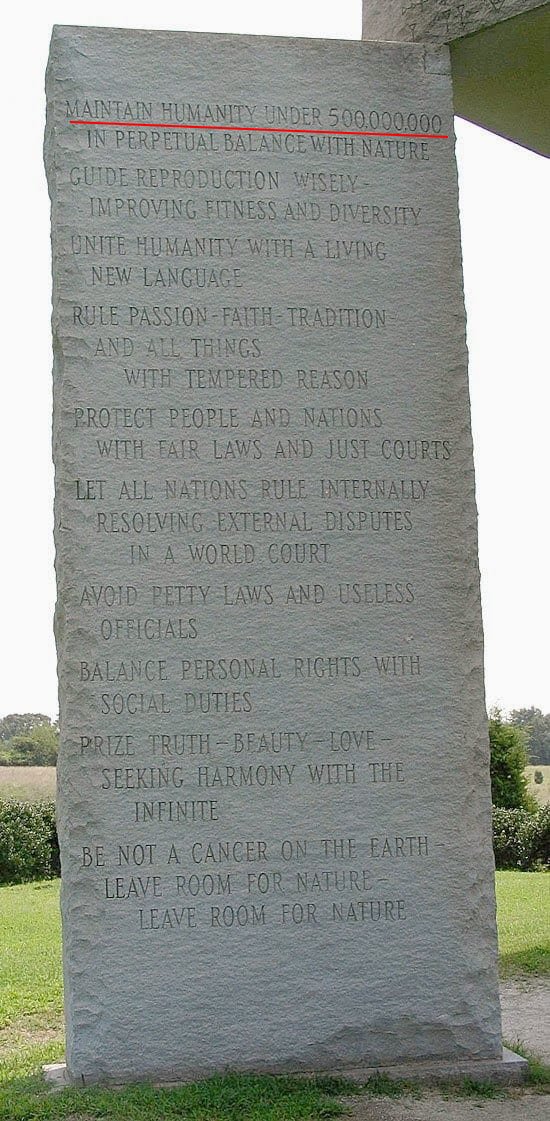 MAINTAIN HUMANITY UNDER 500,000,000
IN PERPETUAL BALANCE WITH NATURE
GUIDE REPRODUCTION WISELY-
IMPROVING FITNESS AND DIVERSITY
UNITE HUMANITY WITH A LIVING
NEW LANGUAGE
RULE PASSION-FAITH-TRADITION-
AND ALL THINGS
WITH TEMPERED REASON
PROTECT PEOPLE AND NATIONS
WITH FAIR LAWS AND JUST COURTS
LET ALL NATIONS RULE INTERNALLY
RESOLVING EXTERNAL DISPUTES
IN A WORLD COURT
AVOID PETTY LAWS AND USELESS
OFFICIALS
BALANCE PERSONAL RIGHTS WITH
SOCIAL DUTIES
PRIZE TRUTH-BEAUTY-LOVE-
SEEKING HARMONY WITH THE
INFINITE
BE NOT A CANCER ON THE EARTH-
LEAVE ROOM FOR NATURE-
LEAVE ROOM FOR NATURE